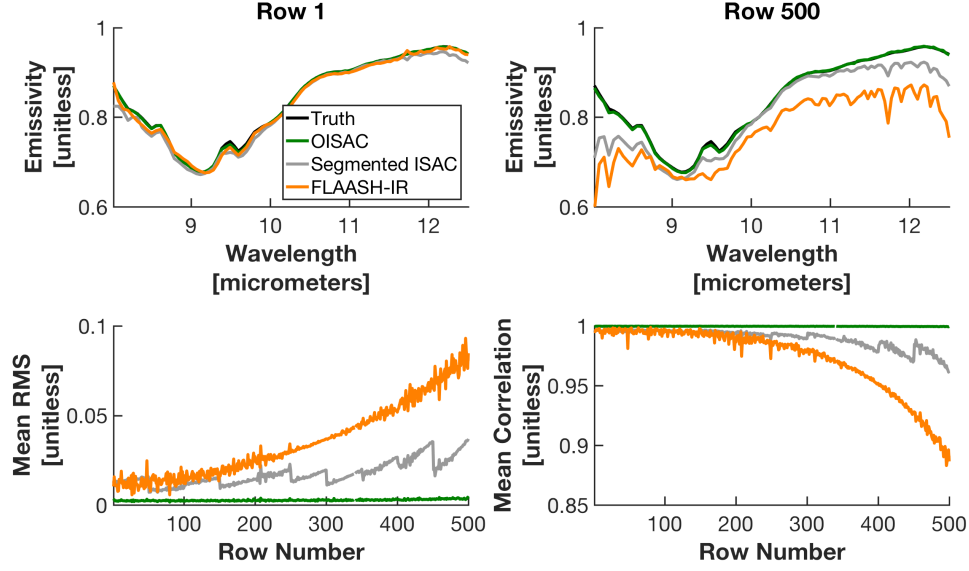 Row 1
Emissivity
[unitless]
1
0.8
0.6
9
10
11
12
Wavelength
[micrometers]
Truth
OISAC
Segmented ISAC
FLAASH-IR
Row 500
Emissivity
[unitless]
1
0.8
0.6
9
10
11
12
Wavelength
[micrometers]
Mean RMS
[unitless]
0.1
0.05
0
100
200
300
400
500
Row Number
Mean Correlation
[unitless]
1
0.95
0.9
0.85
100
200
300
400
500
Row Number